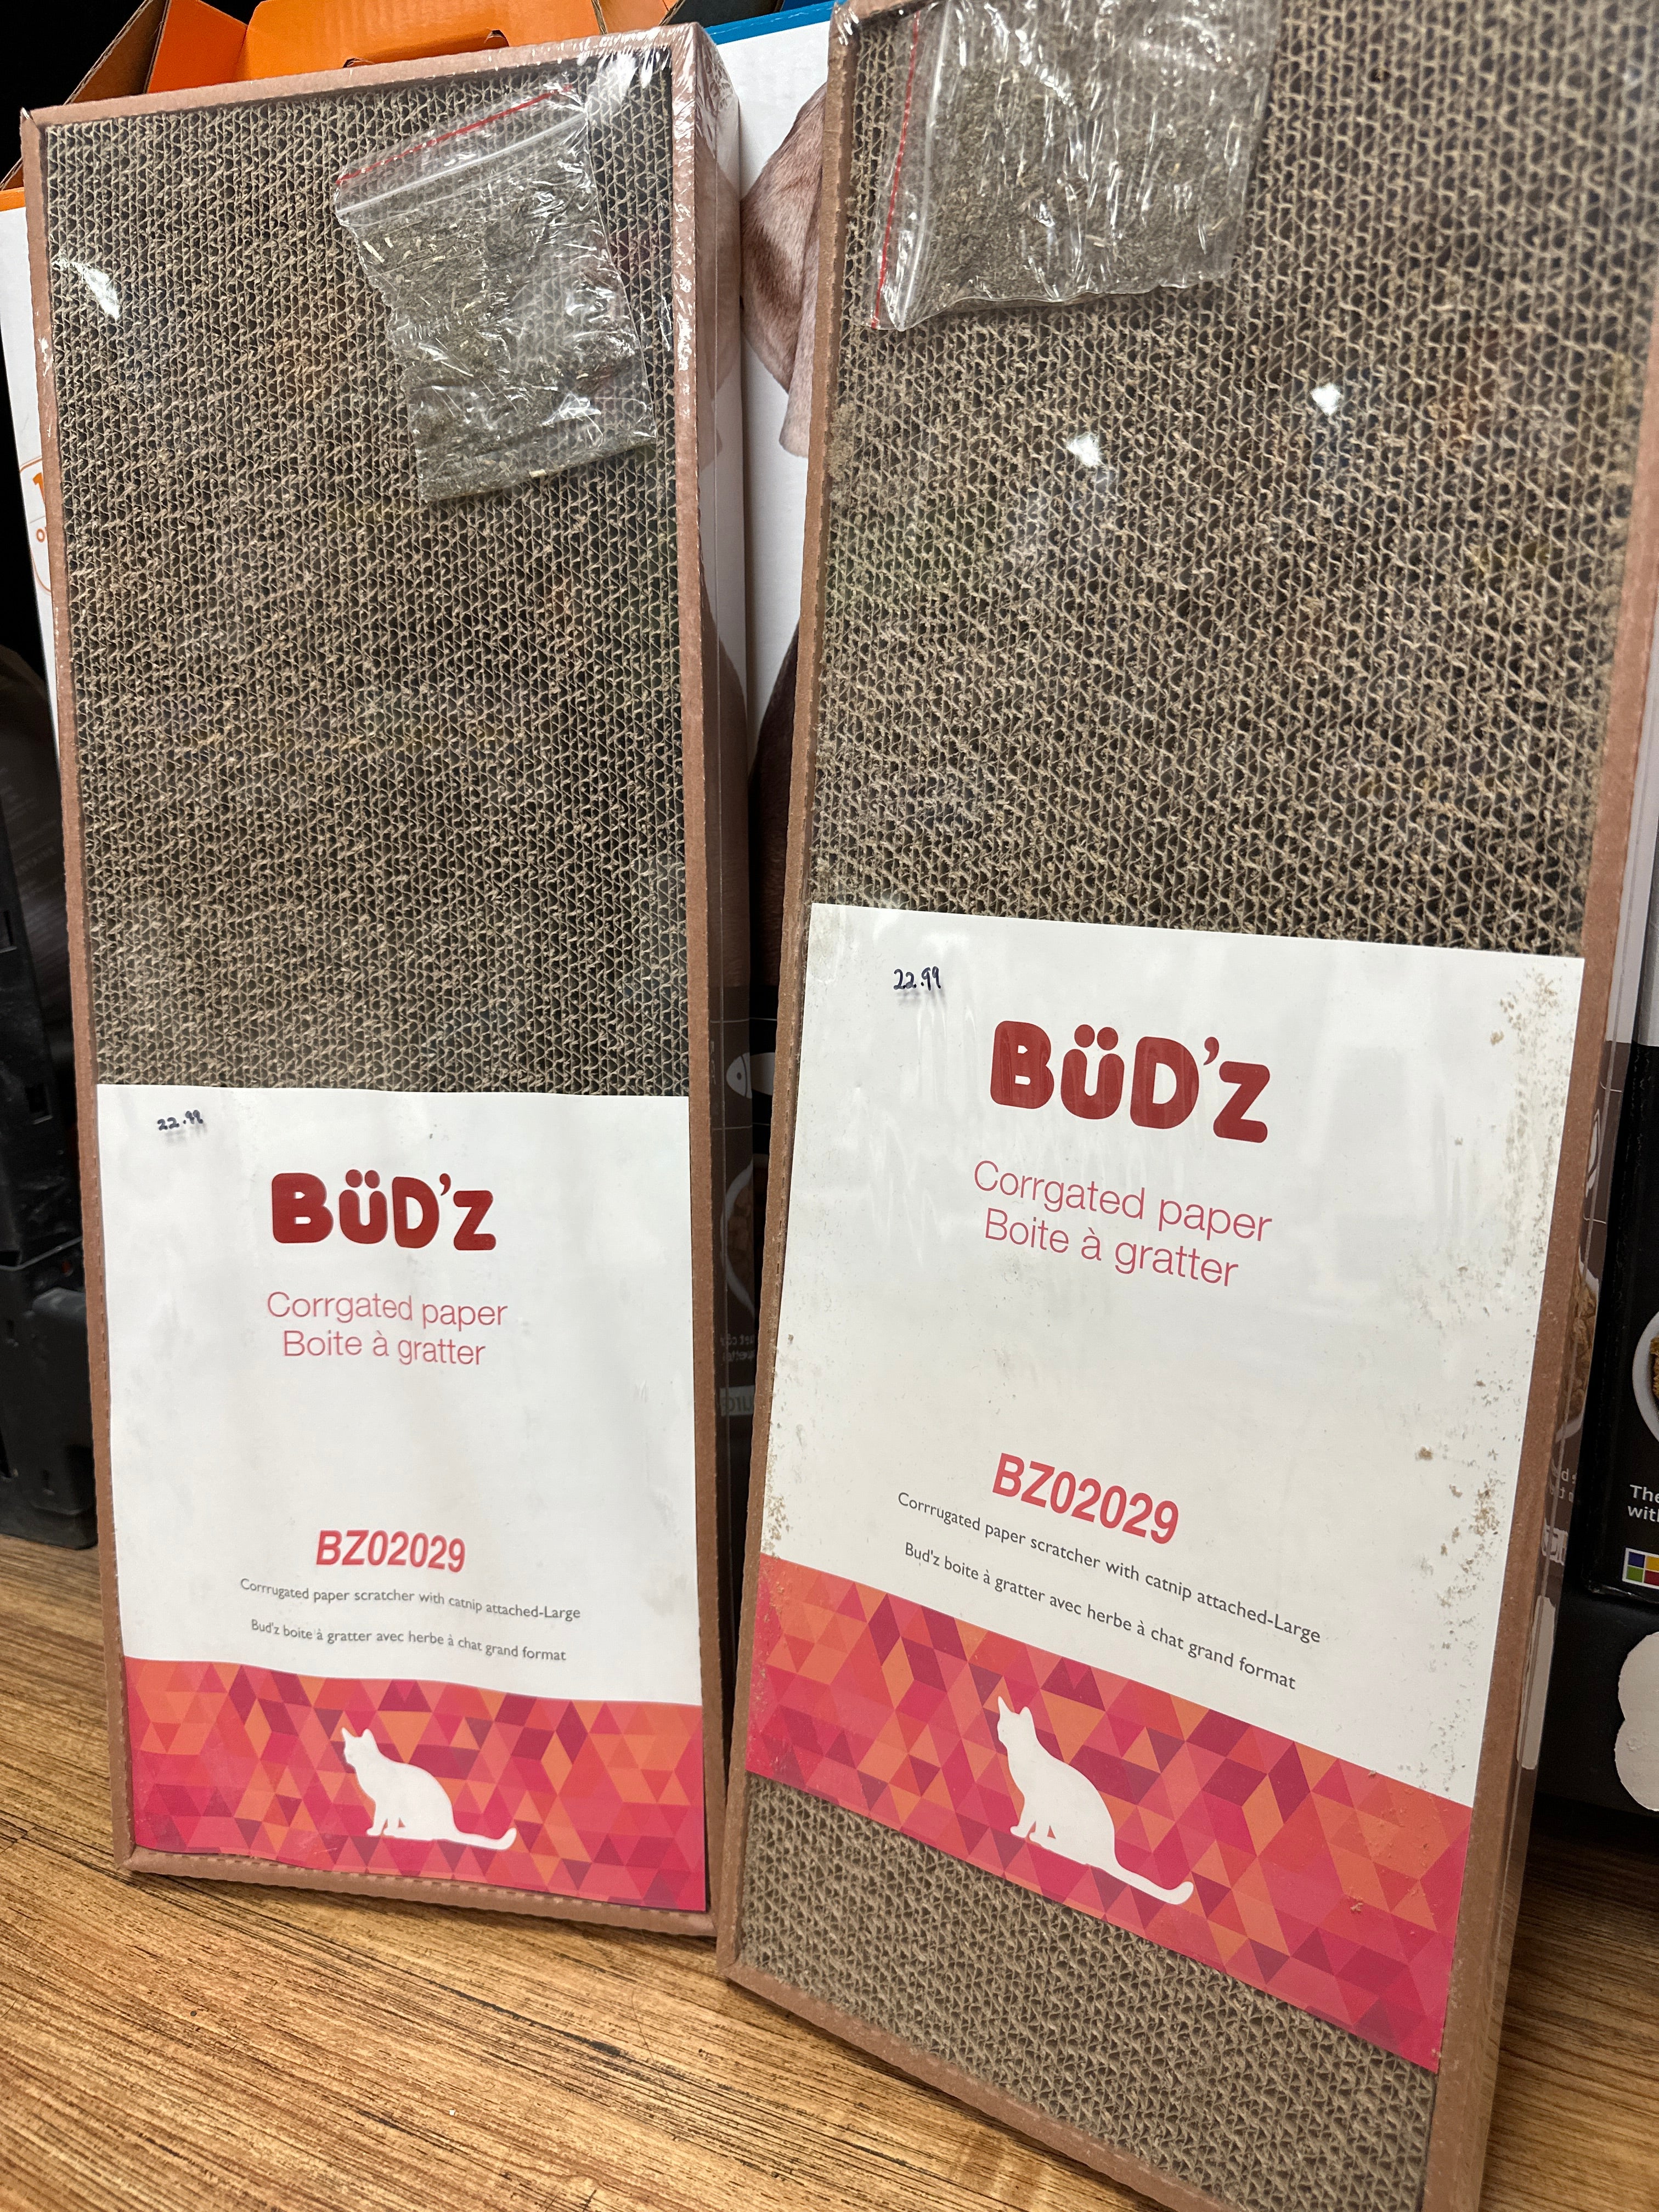 22.99
BÜD'Z
Corrgated paper
Boite à gratter
BZ02029
Corrrugated paper scratcher with catnip attached-Large
Bud'z boite à gratter avec herbe à chat grand format
22.99
BÜD'Z
Corrgated paper
Boite à gratter
BZ02029
Corrrugated paper scratcher with catnip attached-Large
Bud'z boite à gratter avec herbe à chat grand format
The
with